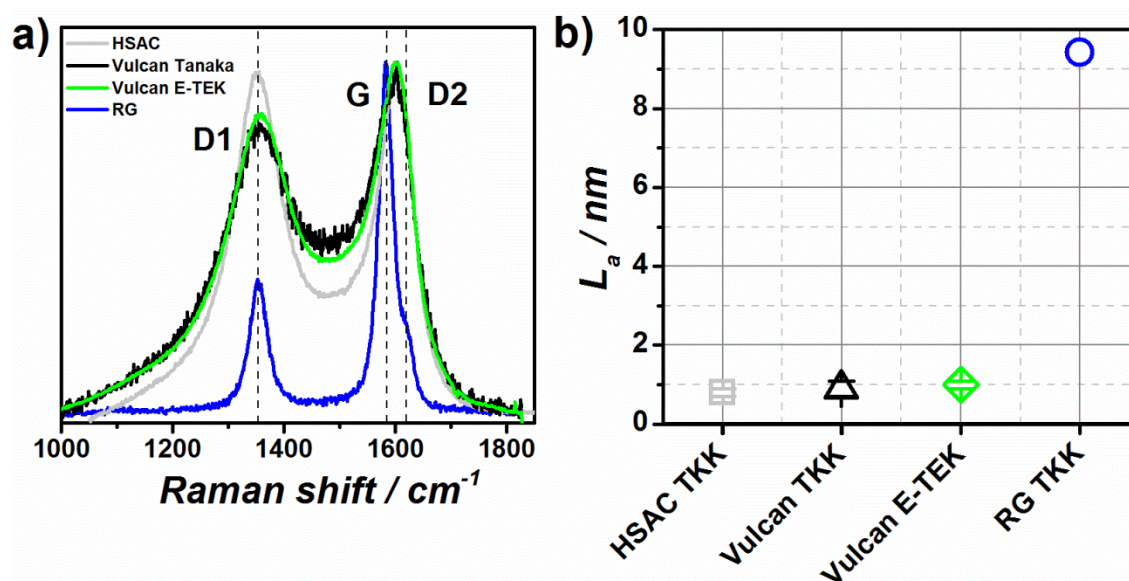 a)
HSAC
Vulcan Tanaka
Vulcan E-TEK
RG
D1
G
D2
1000 1200 1400 1600 1800
Raman shift / cm-1
b)
10
8
6
4
2
0
La / nm
HSAC TKK
Vulcan TKK
Vulcan E-TEK
RG TKK